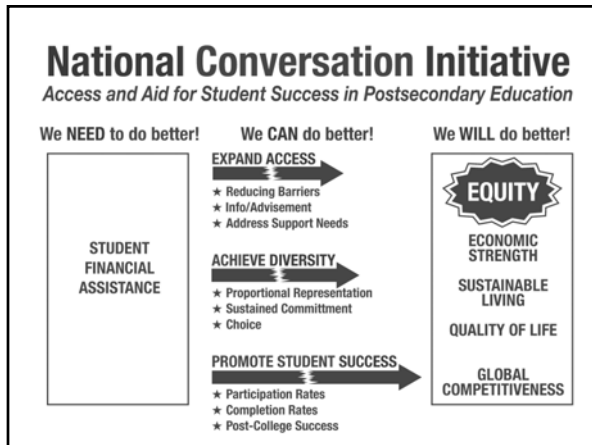 National Conversation Initiative
Access and Aid for Student Success in Postsecondary Education
We NEED to do better!
STUDENT
FINANCIAL
ASSISTANCE
We CAN do better!
EXPAND ACCESS
★ Reducing Barriers
★ Info/Advisement
★ Address Support Needs
ACHIEVE DIVERSITY
★ Proportional Representation
★ Sustained Committment
★ Choice
PROMOTE STUDENT SUCCESS
★ Participation Rates
★ Completion Rates
★ Post-College Success
We WILL do better!
EQUITY
ECONOMIC
STRENGTH
SUSTAINABLE
LIVING
QUALITY OF LIFE
GLOBAL
COMPETITIVENESS